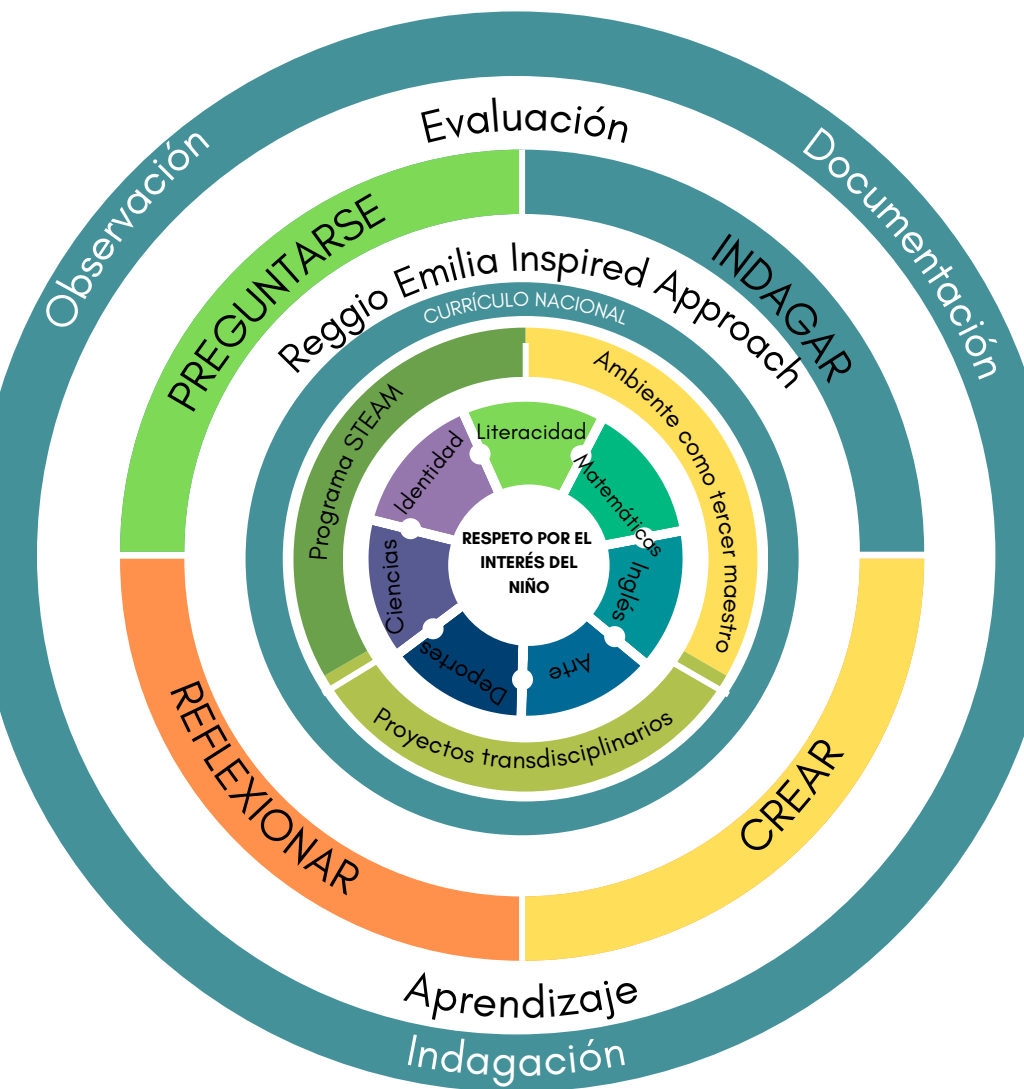 Evaluación
Observación
Documentación
PREGUNTARSE
INDAGAR
Reggio Emilia Inspired Approach
CURRÍCULO NACIONAL
Programa STEAM
Ambiente como tercer maestro
Literacidad
Identidad
Matemáticas
RESPETO POR EL
INTERÉS DEL
NIÑO
Ciencias
Inglés
Deportes
Arte
Proyectos transdisciplinarios
REFLEXIONAR
CREAR
Aprendizaje
Indagación